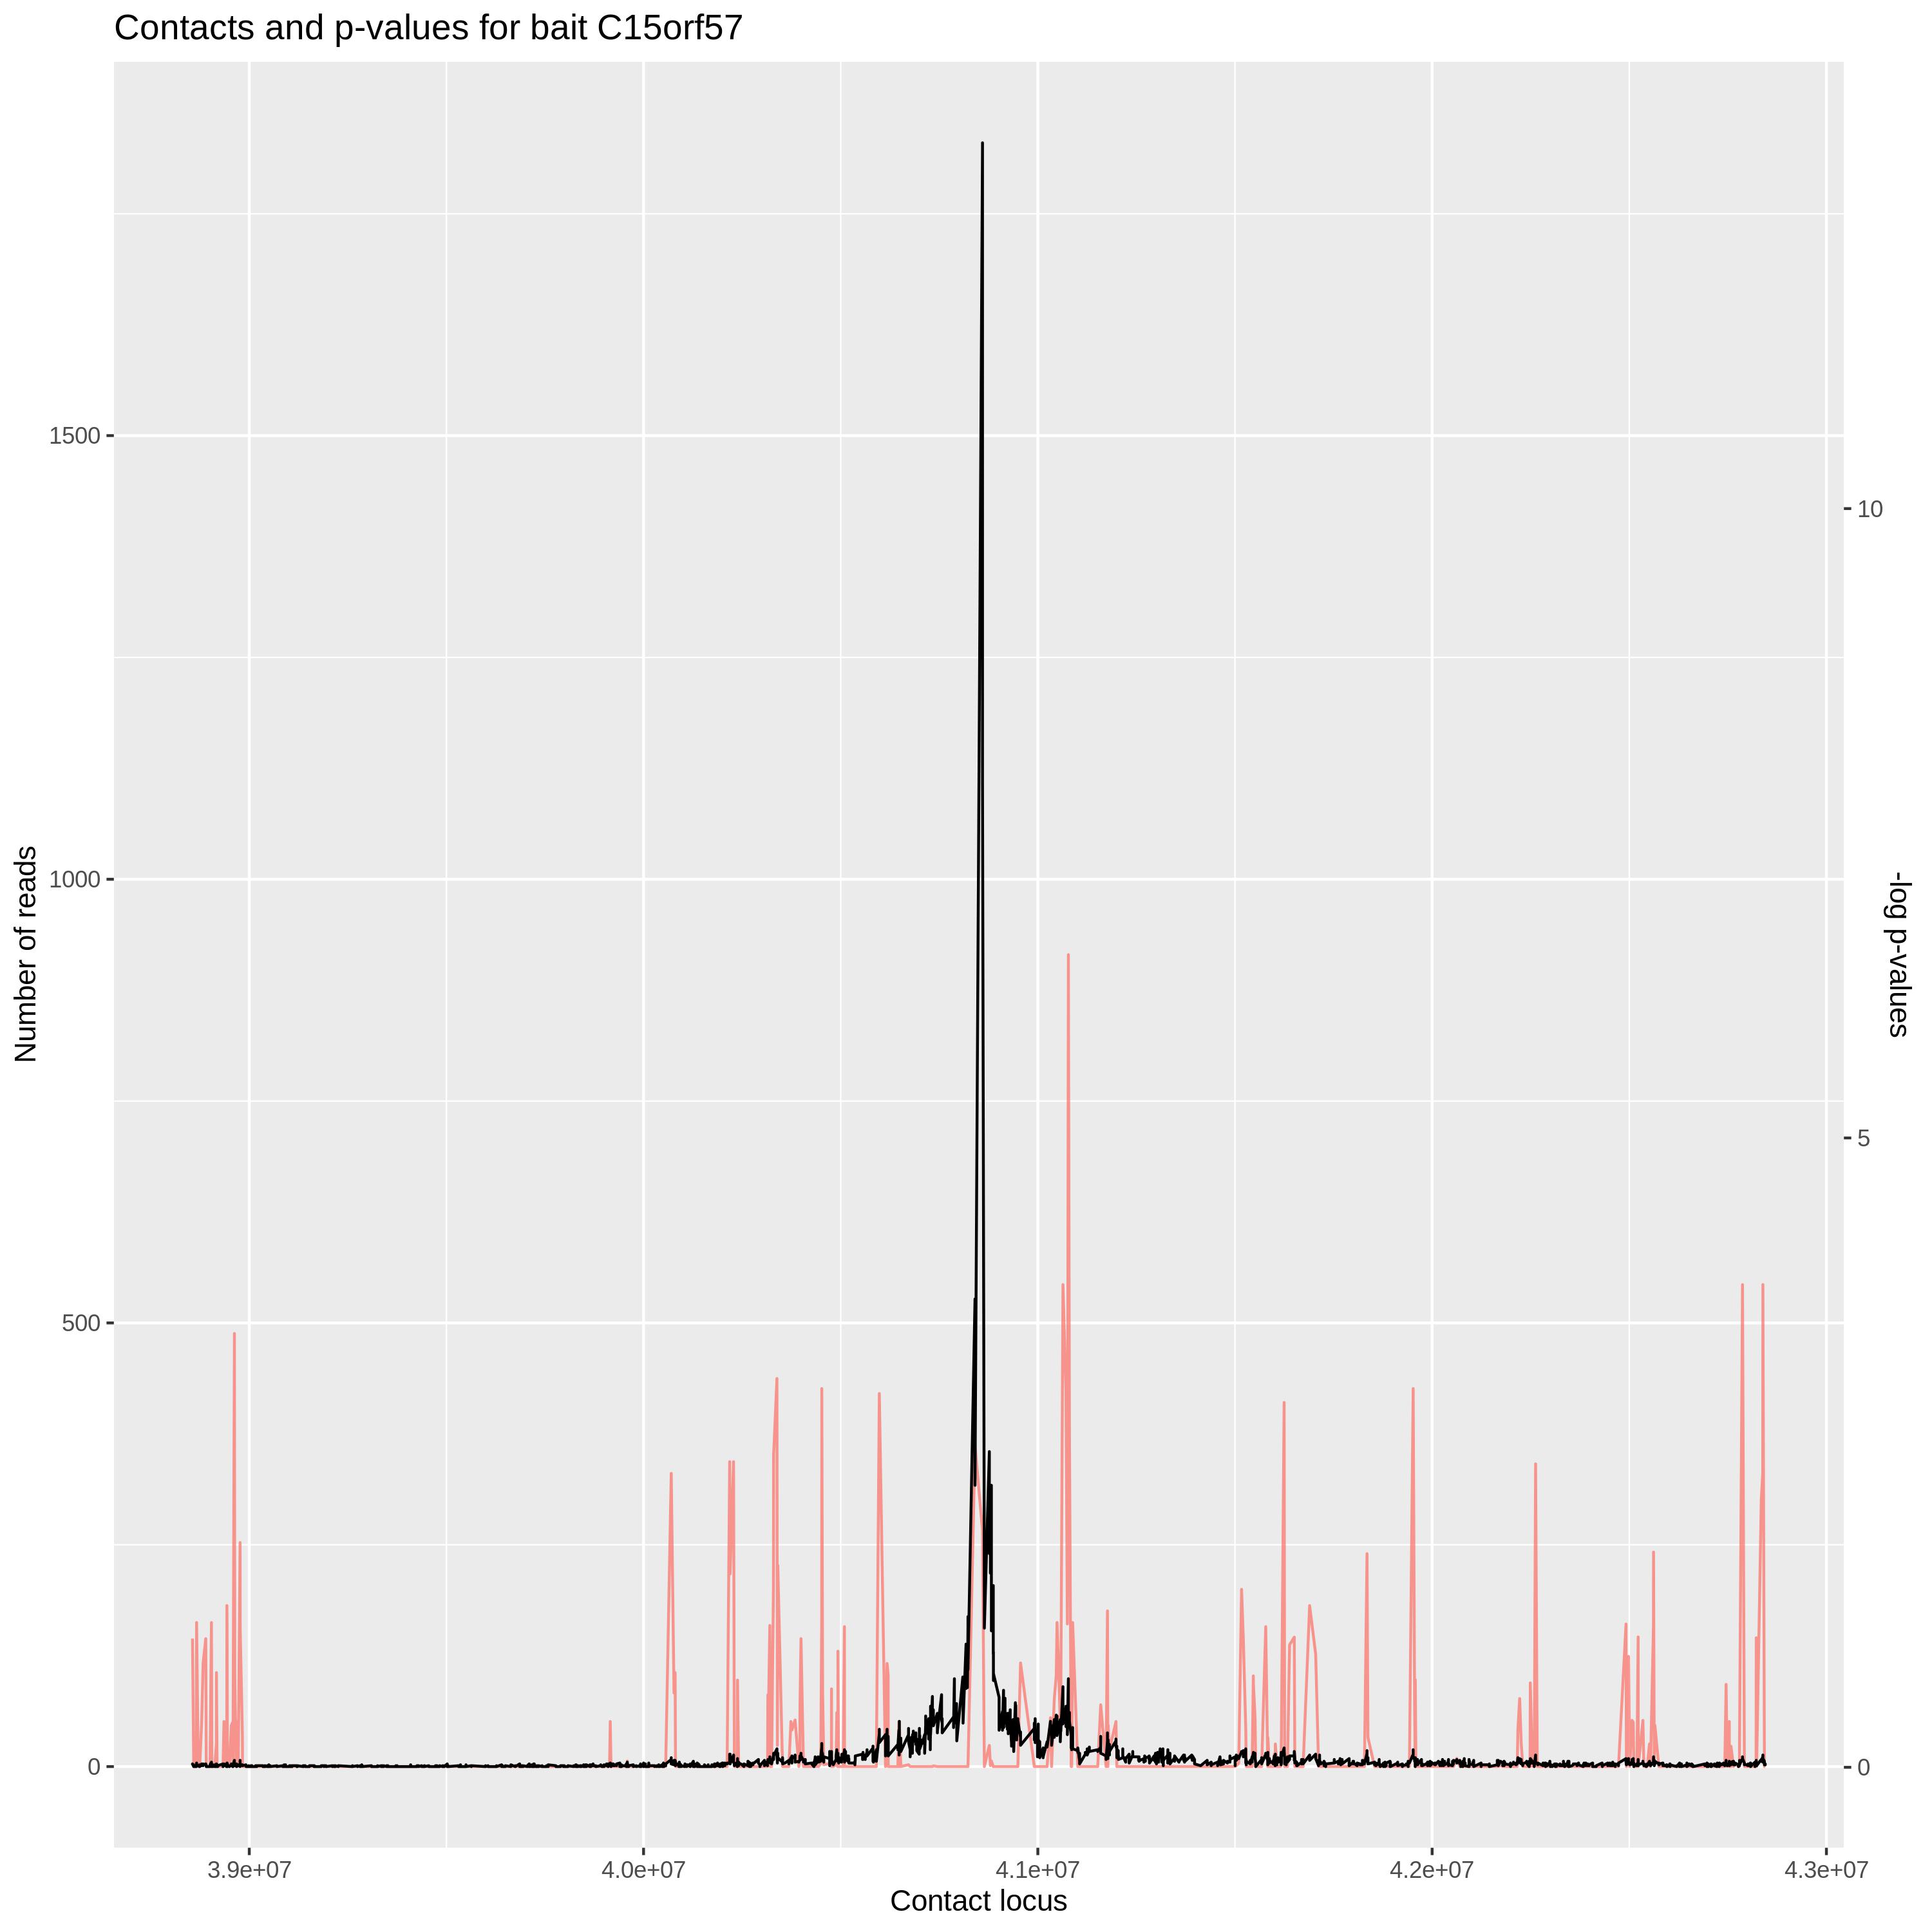 Contacts and p-values for bait C15orf57
Number of reads
1500
1000
500
0
10
5
0
-log p-values
3.9e+07
4.0e+07
4.1e+07
4.2e+07
4.3e+07
Contact locus